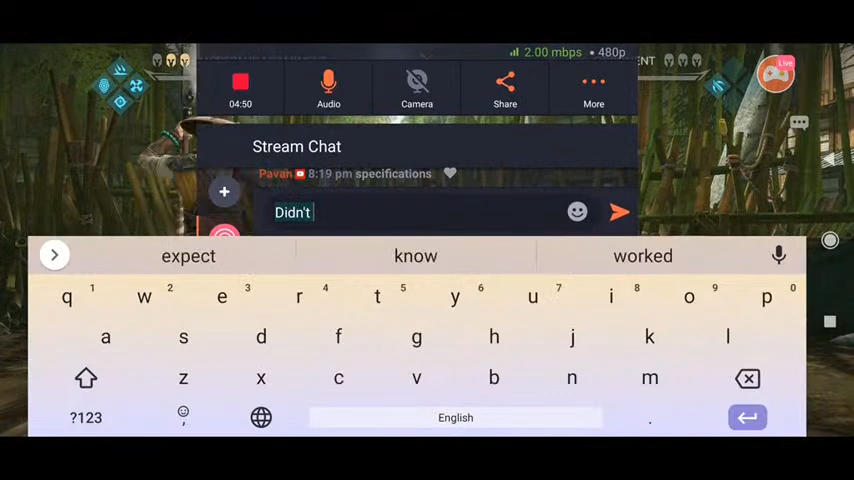 2.00 mbps • 480p
ENT
Live
04:50
Audio
Camera
Share
More
Stream Chat
Pavan 8:19 pm specifications
Didn't
expect know worked
q 1 w 2 e 3 r 4 t 5 y 6 u 7 i 8 o 9 p 0
a s d f g h j k l
z x c v b n m
?123 , English .